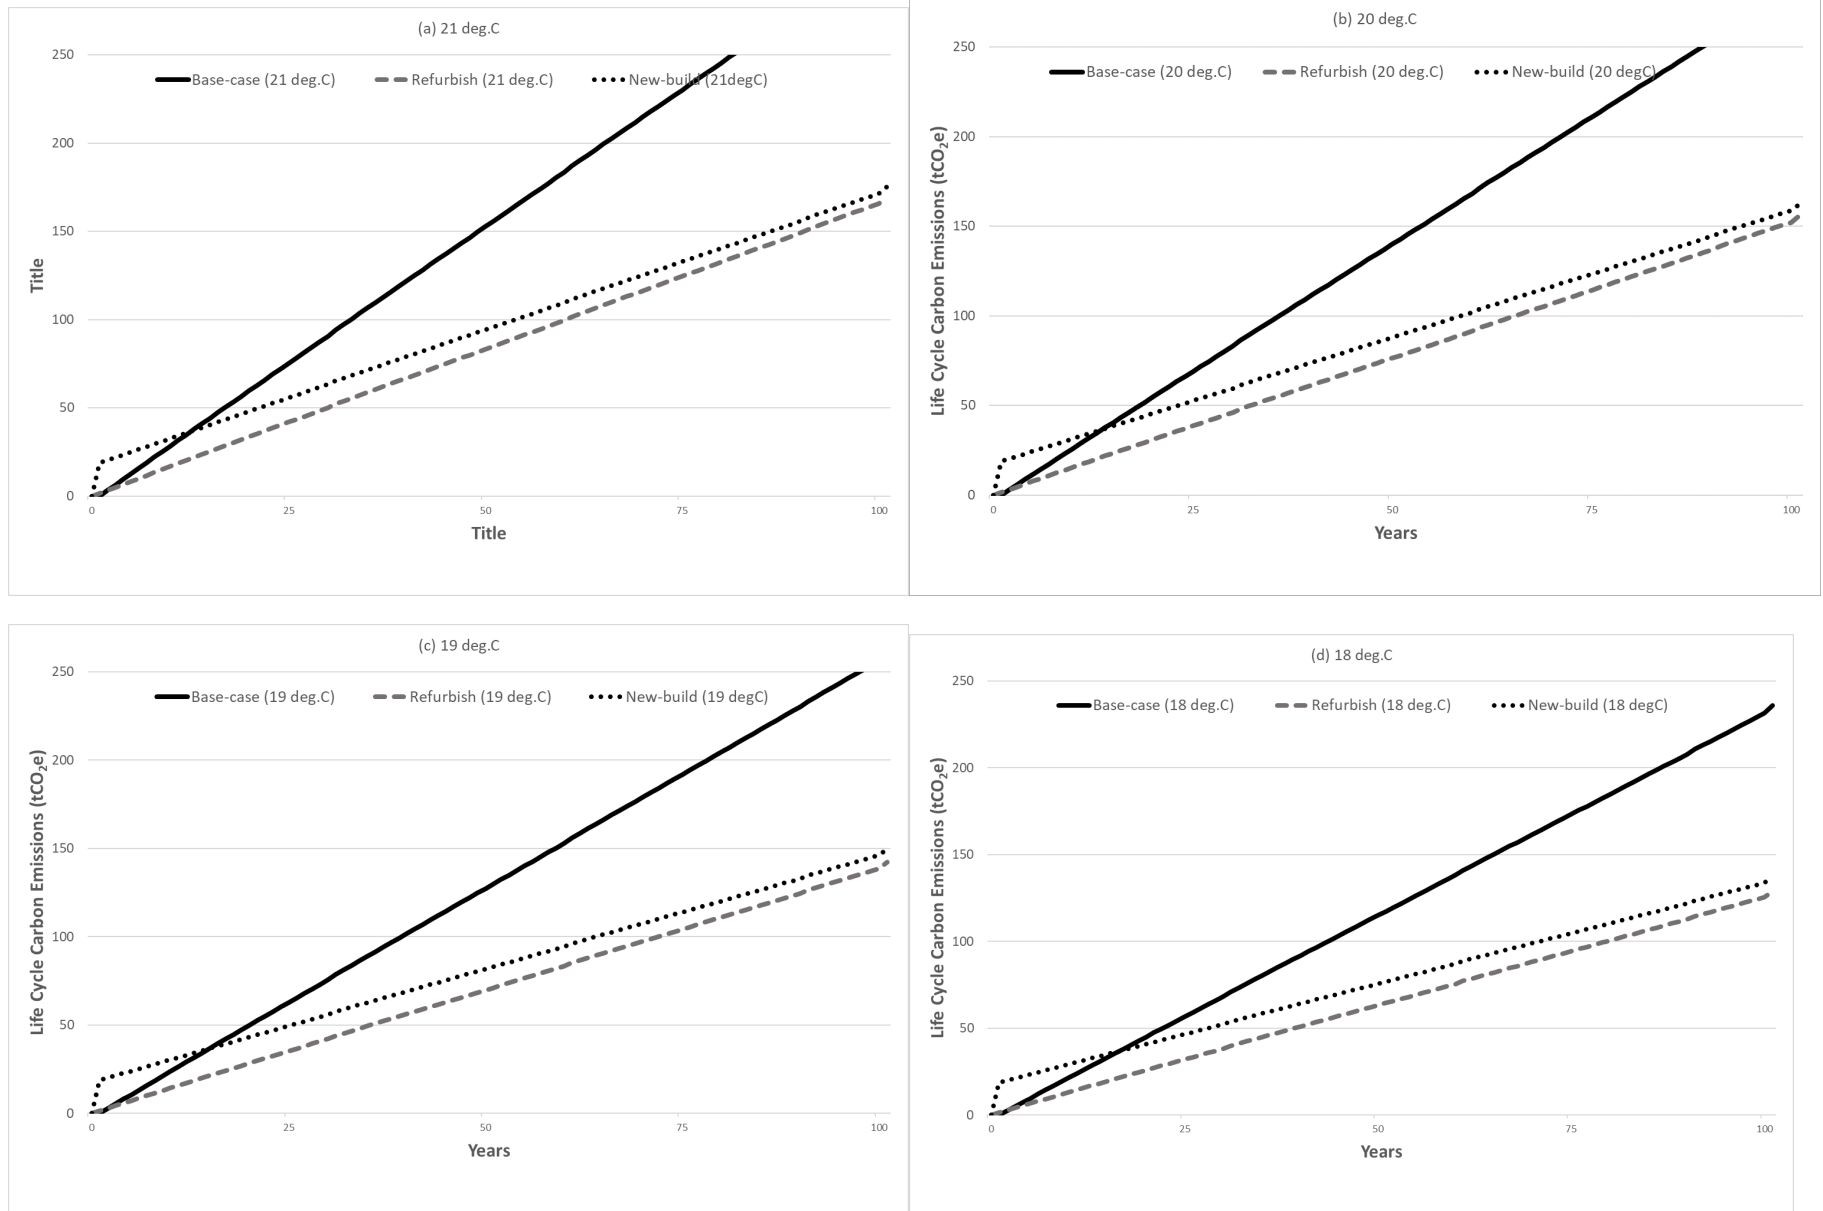 (a) 21 deg.C
250
200
150
100
50
0
Title
Base-case (21 deg.C) Refurbish (21 deg.C) New-build (21degC)
0 25 50 75 100
Title
(b) 20 deg.C
250
200
150
100
50
0
Life Cycle Carbon Emissions (tCO₂e)
Base-case (20 deg.C) Refurbish (20 deg.C) New-build (20 degC)
0 25 50 75 100
Years
(c) 19 deg.C
250
200
150
100
50
0
Life Cycle Carbon Emissions (tCO₂e)
Base-case (19 deg.C) Refurbish (19 deg.C) New-build (19 degC)
0 25 50 75 100
Years
(d) 18 deg.C
250
200
150
100
50
0
Life Cycle Carbon Emissions (tCO₂e)
Base-case (18 deg.C) Refurbish (18 deg.C) New-build (18 degC)
0 25 50 75 100
Years